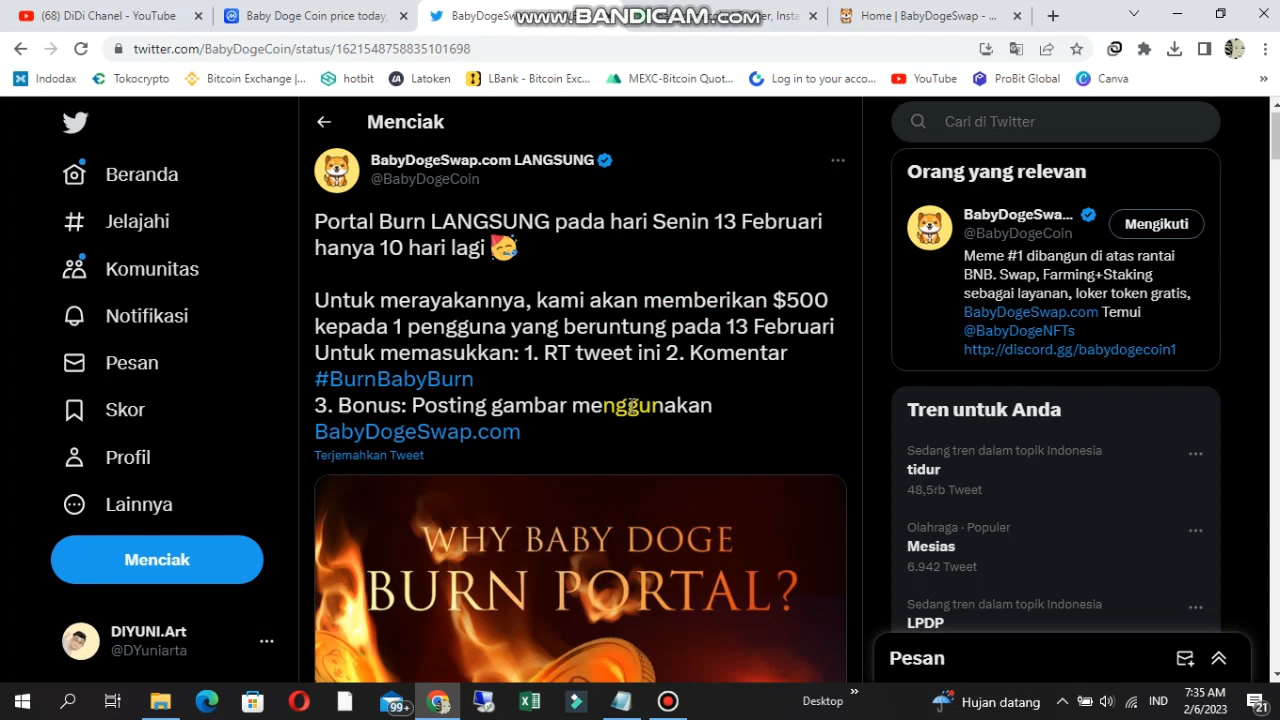 (68) DiDi Chanel - YouTube
Baby Doge Coin price today,
BabyDogeSw
www.BANDICAM.com
r, Insta
Home | BabyDogeSwap - ...
twitter.com/BabyDogeCoin/status/1621548758835101698
Indodax
Tokocrypto
Bitcoin Exchange |...
hotbit
Latoken
LBank - Bitcoin Exc...
MEXC-Bitcoin Quot...
Log in to your acco...
YouTube
ProBit Global
Canva
»
Beranda
Jelajahi
Komunitas
Notifikasi
Pesan
Skor
Profil
Lainnya
Menciak
DIYUNI.Art
@DYuniarta
Menciak
BabyDogeSwap.com LANGSUNG
@BabyDogeCoin
Portal Burn LANGSUNG pada hari Senin 13 Februari
hanya 10 hari lagi 🥳
Untuk merayakannya, kami akan memberikan $500
kepada 1 pengguna yang beruntung pada 13 Februari
Untuk memasukkan: 1. RT tweet ini 2. Komentar
#BurnBabyBurn
3. Bonus: Posting gambar menggunakan
BabyDogeSwap.com
Terjemahkan Tweet
WHY BABY DOGE
BURN PORTAL?
Cari di Twitter
Orang yang relevan
BabyDogeSwa...
@BabyDogeCoin
Mengikuti
Meme #1 dibangun di atas rantai
BNB. Swap, Farming+Staking
sebagai layanan, loker token gratis,
BabyDogeSwap.com Temui
@BabyDogeNFTs
http://discord.gg/babydogecoin1
Tren untuk Anda
Sedang tren dalam topik Indonesia
tidur
48,5rb Tweet
Olahraga · Populer
Mesias
6.942 Tweet
Sedang tren dalam topik Indonesia
LPDP
Pesan
99+
Desktop
»
Hujan datang
IND
7:35 AM
2/6/2023
21